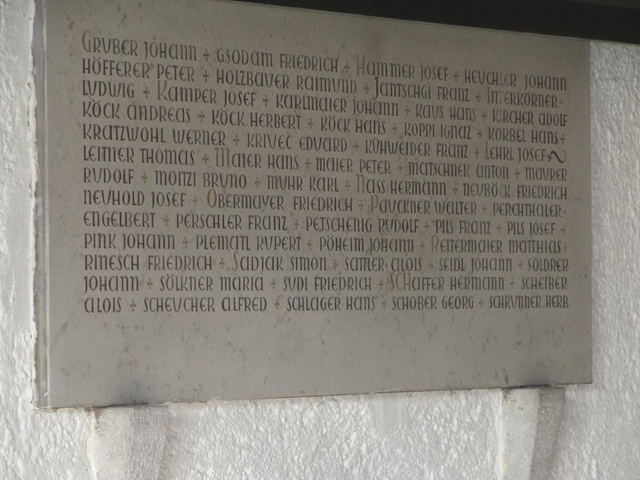 GRUBER JOHANN + GSODAM FRIEDRICH + HAMMER JOSEF + HEUCHLER JOHANN
HÖFFERER PETER + HOLZBAUER RAIMUND + JANTSCHGI FRANZ + INNERKÖRNER
LUDWIG + KAMPER JOSEF + KARLMAIER JOHANN + KAUS HANS + KIRCHER ADOLF
KÖCK ANDREAS + KÖCK HERBERT + KÖCK HANS + KOPPI IGNAZ + KORBEL HANS +
KRATZWOHL WERNER + KRIVEC EDUARD + KÜHWEIDER FRANZ + LEHRL JOSEF ~
LEITNER THOMAS + MAIER HANS + MAIER PETER + MATSCHNEK ANTON + MAURER
RUDOLF + MOITZI BRUNO + MUHR KARL + NASS HERMANN + NEUBÖCK FRIEDRICH
NEUHOLD JOSEF + OBERMAYER FRIEDRICH + PAUCKNER WALTER + PERCHTHALER
ENGELBERT + PERSCHLER FRANZ + PETSCHENIG RUDOLF + PILS FRANZ + PILS JOSEF +
PINK JOHANN + PLEMATL RUPERT + PÖHEIM JOHANN + REITERMAIER MATTHIAS +
RINESCH FRIEDRICH + SADJAK SIMON + SATTLER ALOIS + SEIDL JOHANN + SOLDRER
JOHANN + SÖLKNER MARIA + SUDI FRIEDRICH + SCHAFFER HERMANN + SCHEIBER
ALOIS + SCHEUCHER ALFRED + SCHLAGER HANS + SCHOBER GEORG + SCHRUNNER HERB.